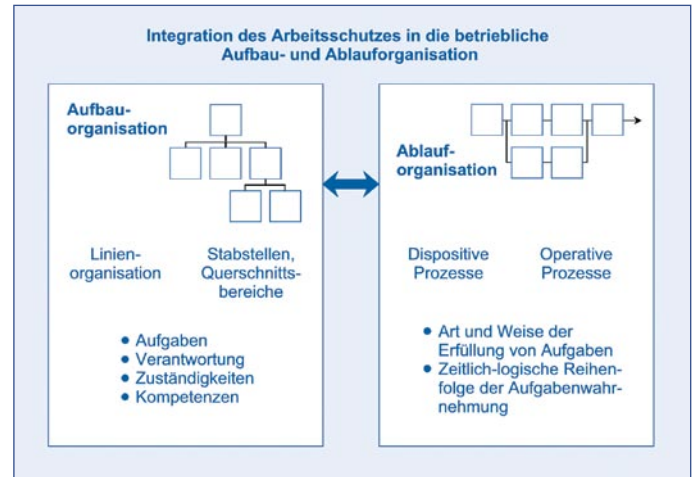 Integration des Arbeitsschutzes in die betriebliche
Aufbau- und Ablauforganisation
Aufbau-
organisation
Linien-
organisation
Stabstellen,
Querschnitts-
bereiche
• Aufgaben
• Verantwortung
• Zuständigkeiten
• Kompetenzen
Ablauf-
organisation
Dispositive
Prozesse
Operative
Prozesse
• Art und Weise der
Erfüllung von Aufgaben
• Zeitlich-logische Reihen-
folge der Aufgabenwahr-
nehmung